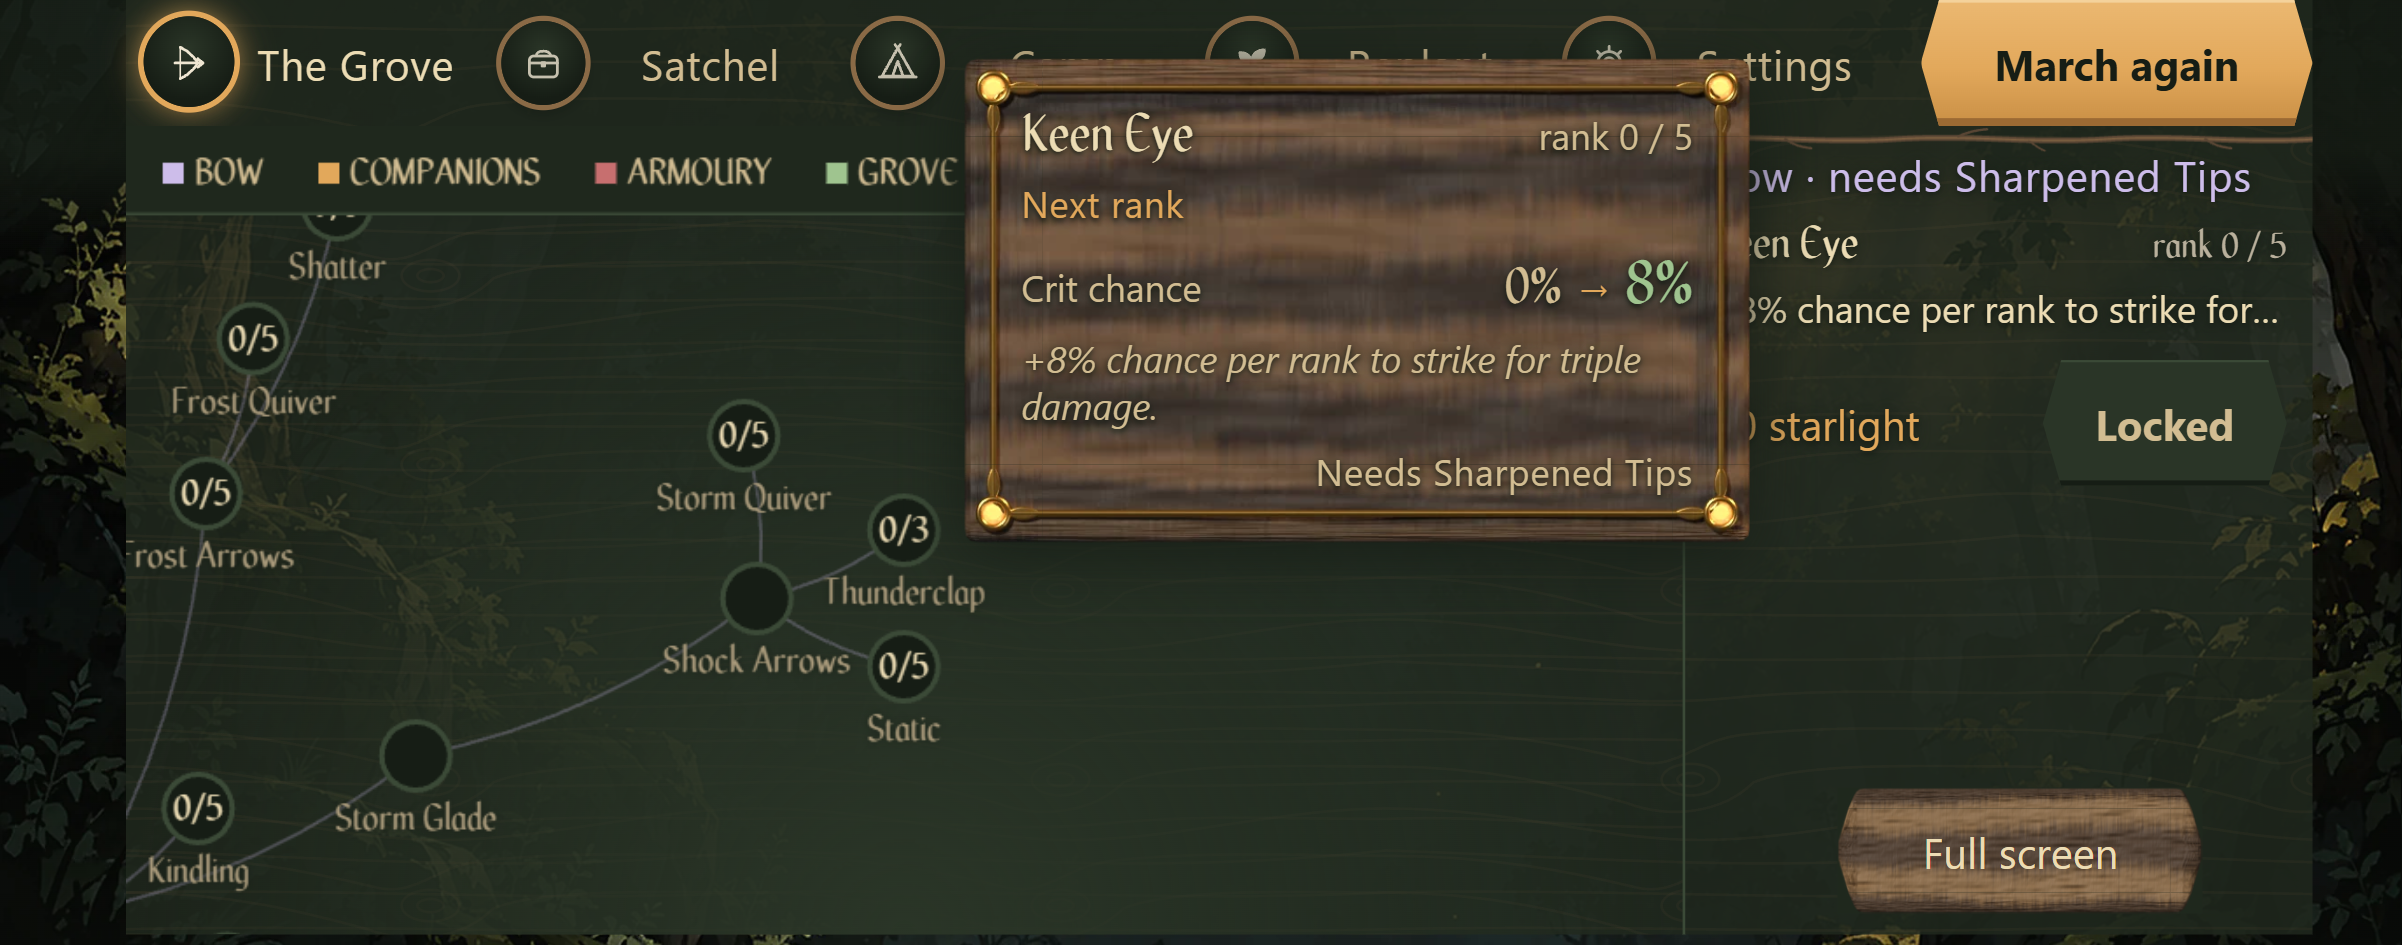 The Grove
Satchel
ttings
March again
BOW
COMPANIONS
ARMOURY
GROVE
Keen Eye
rank 0 / 5
Next rank
Crit chance
0% → 8%
+8% chance per rank to strike for triple
damage.
Needs Sharpened Tips
ow · needs Sharpened Tips
een Eye
rank 0 / 5
% chance per rank to strike for...
starlight
Locked
Shatter
0/5
Frost Quiver
0/5
rost Arrows
0/5
Storm Quiver
0/3
Thunderclap
Shock Arrows
0/5
Static
Storm Glade
0/5
Kindling
Full screen